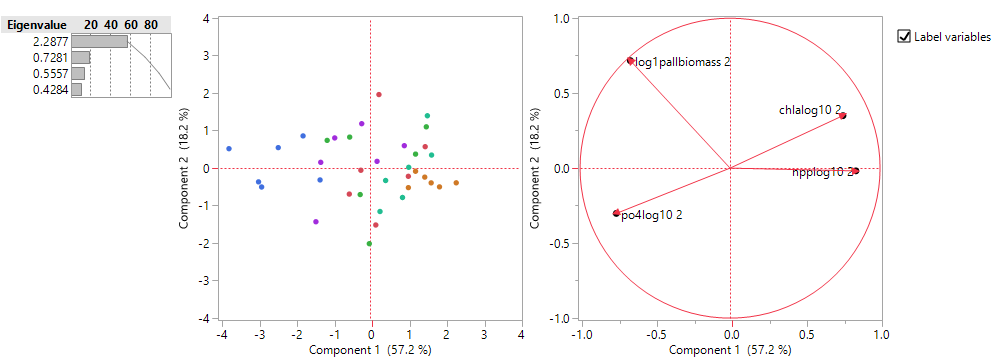 Eigenvalue 20 40 60 80
2.2877
0.7281
0.5557
0.4284
Component 2 (18.2 %)
4
3
2
1
0
-1
-2
-3
-4
-4 -3 -2 -1 0 1 2 3 4
Component 1 (57.2 %)
Component 2 (18.2 %)
1.0
0.5
0.0
-0.5
-1.0
log1pallbiomass 2
chlalog10 2
npplog10 2
po4log10 2
-1.0 -0.5 0.0 0.5 1.0
Component 1 (57.2 %)
Label variables